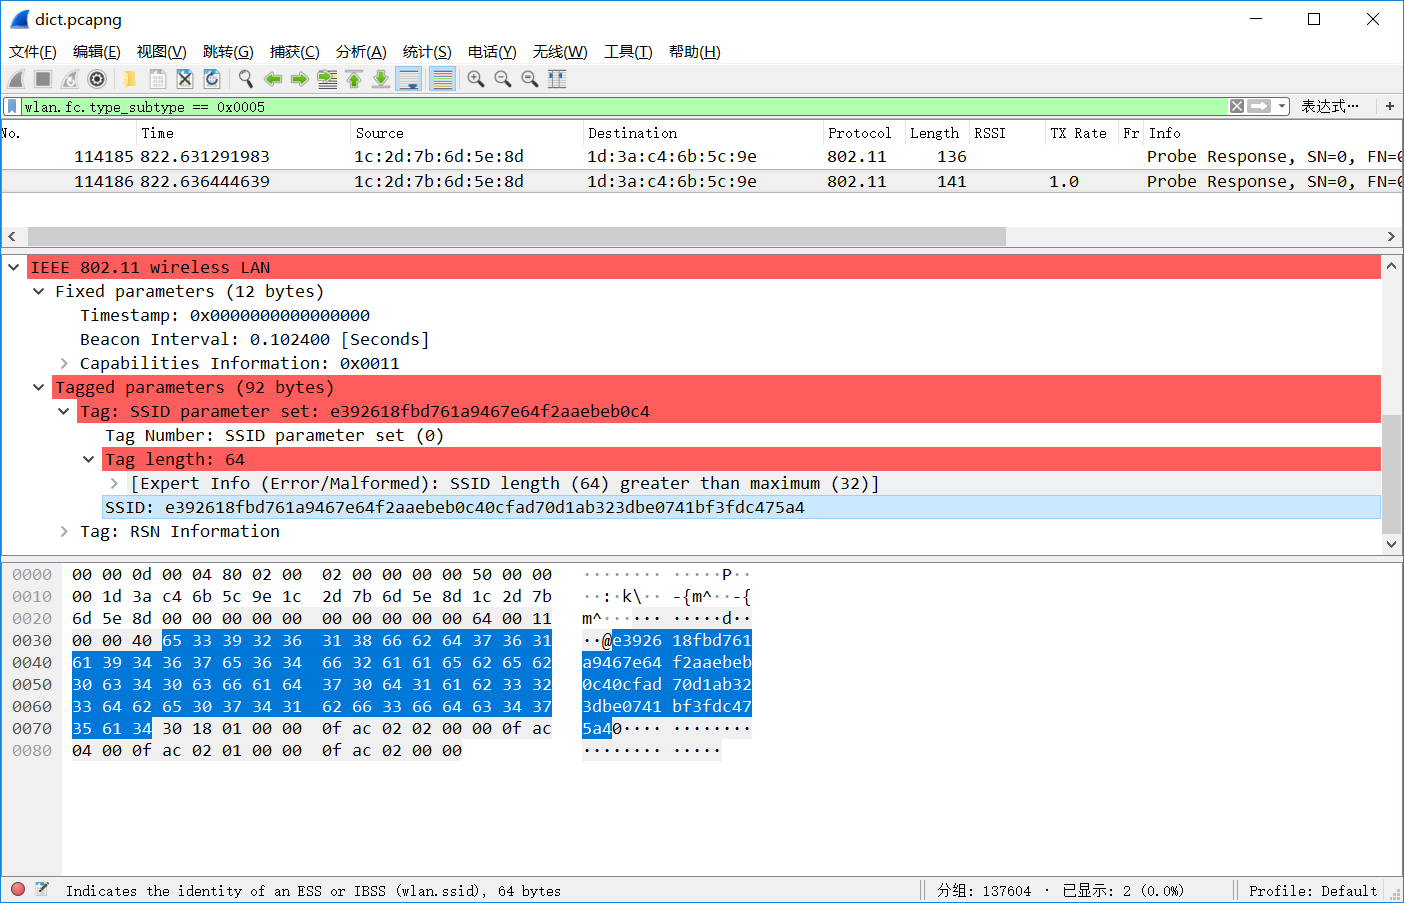 dict.pcapng
文件(F) 编辑(E) 视图(V) 跳转(G) 捕获(C) 分析(A) 统计(S) 电话(Y) 无线(W) 工具(T) 帮助(H)
wlan.fc.type_subtype == 0x0005 表达式… +
No. Time Source Destination Protocol Length RSSI TX Rate Fr Info
114185 822.631291983 1c:2d:7b:6d:5e:8d 1d:3a:c4:6b:5c:9e 802.11 136 Probe Response, SN=0, FN=0
114186 822.636444639 1c:2d:7b:6d:5e:8d 1d:3a:c4:6b:5c:9e 802.11 141 1.0 Probe Response, SN=0, FN=0
IEEE 802.11 wireless LAN
Fixed parameters (12 bytes)
Timestamp: 0x0000000000000000
Beacon Interval: 0.102400 [Seconds]
Capabilities Information: 0x0011
Tagged parameters (92 bytes)
Tag: SSID parameter set: e392618fbd761a9467e64f2aaebeb0c4
Tag Number: SSID parameter set (0)
Tag length: 64
[Expert Info (Error/Malformed): SSID length (64) greater than maximum (32)]
SSID: e392618fbd761a9467e64f2aaebeb0c40cfad70d1ab323dbe0741bf3fdc475a4
Tag: RSN Information
0000 00 00 0d 00 04 80 02 00 02 00 00 00 00 50 00 00 ········ ·····P··
0010 00 1d 3a c4 6b 5c 9e 1c 2d 7b 6d 5e 8d 1c 2d 7b ··:·k\·· -{m^··-{
0020 6d 5e 8d 00 00 00 00 00 00 00 00 00 00 64 00 11 m^······ ·····d··
0030 00 00 40 65 33 39 32 36 31 38 66 62 64 37 36 31 ··@e3926 18fbd761
0040 61 39 34 36 37 65 36 34 66 32 61 61 65 62 65 62 a9467e64 f2aaebeb
0050 30 63 34 30 63 66 61 64 37 30 64 31 61 62 33 32 0c40cfad 70d1ab32
0060 33 64 62 65 30 37 34 31 62 66 33 66 64 63 34 37 3dbe0741 bf3fdc47
0070 35 61 34 30 18 01 00 00 0f ac 02 02 00 00 0f ac 5a40···· ········
0080 04 00 0f ac 02 01 00 00 0f ac 02 00 00 ········ ·····
Indicates the identity of an ESS or IBSS (wlan.ssid), 64 bytes 分组: 137604 · 已显示: 2 (0.0%) Profile: Default